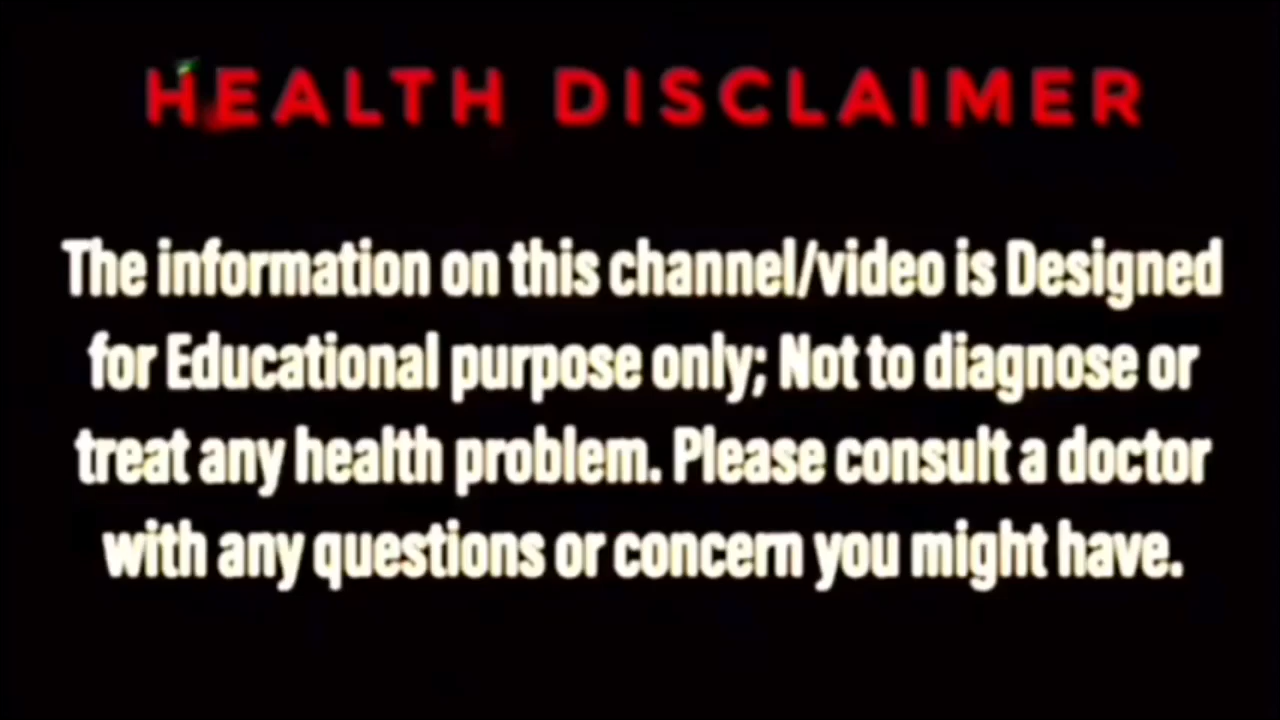 HEALTH DISCLAIMER
The information on this channel/video is Designed
for Educational purpose only; Not to diagnose or
treat any health problem. Please consult a doctor
with any questions or concern you might have.